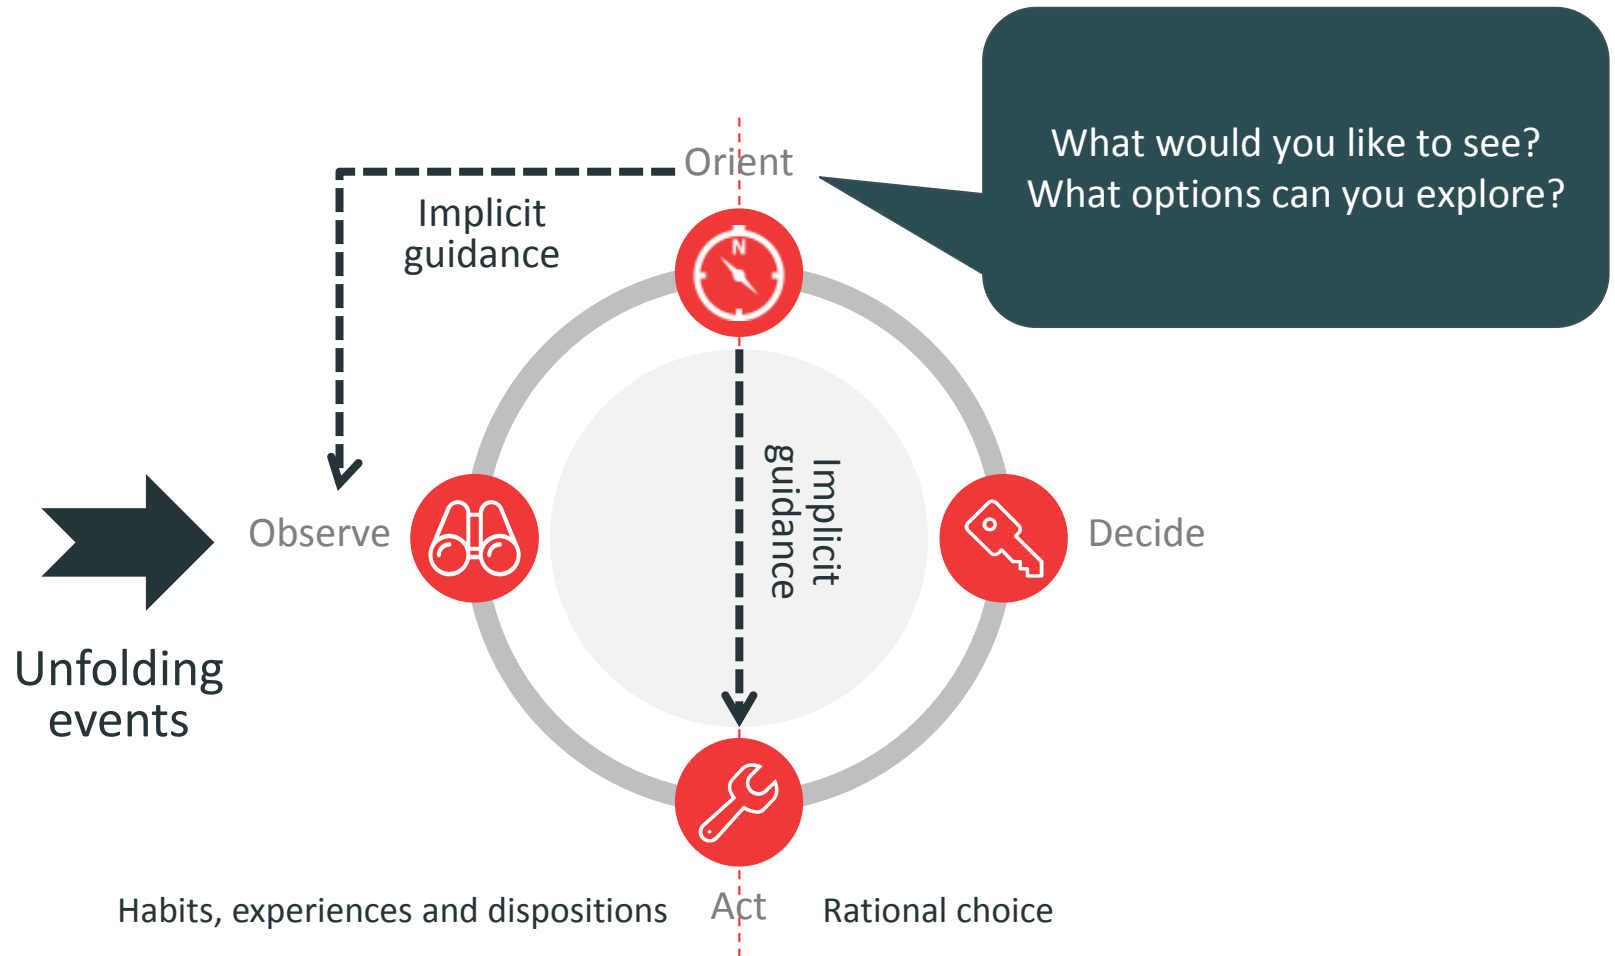 What would you like to see?
What options can you explore?
Orient
Implicit
guidance
N
Implicit
guidance
Observe
Decide
Unfolding
events
Habits, experiences and dispositions
Act
Rational choice